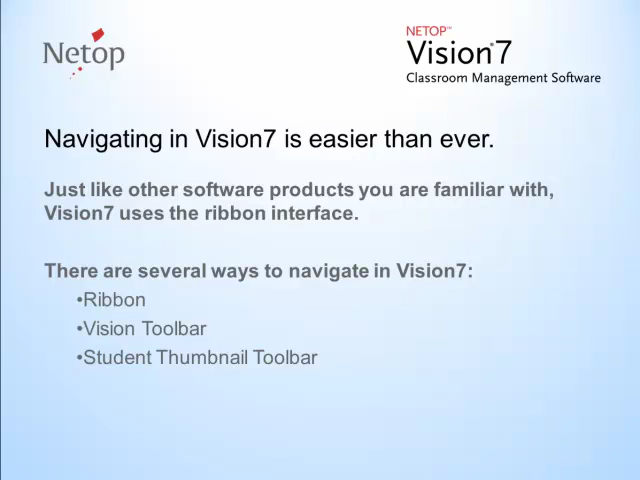 Netop
NETOP™
Vision 7
Classroom Management Software
Navigating in Vision7 is easier than ever.
Just like other software products you are familiar with,
Vision7 uses the ribbon interface.
There are several ways to navigate in Vision7:
•Ribbon
•Vision Toolbar
•Student Thumbnail Toolbar